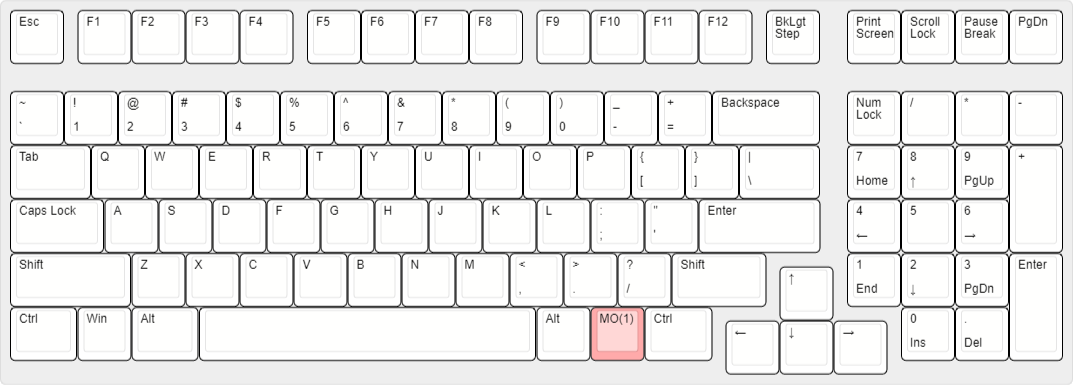 Esc F1 F2 F3 F4 F5 F6 F7 F8 F9 F10 F11 F12 BkLgt Step Print Screen Scroll Lock Pause Break PgDn
~ ` ! 1 @ 2 # 3 $ 4 % 5 ^ 6 & 7 * 8 ( 9 ) 0 _ - + = Backspace Num Lock / * -
Tab Q W E R T Y U I O P { [ } ] | \ 7 Home 8 ↑ 9 PgUp +
Caps Lock A S D F G H J K L : ; " ' Enter 4 ← 5 6 →
Shift Z X C V B N M < , > . ? / Shift ↑ 1 End 2 ↓ 3 PgDn Enter
Ctrl Win Alt Alt MO(1) Ctrl ← ↓ → 0 Ins . Del